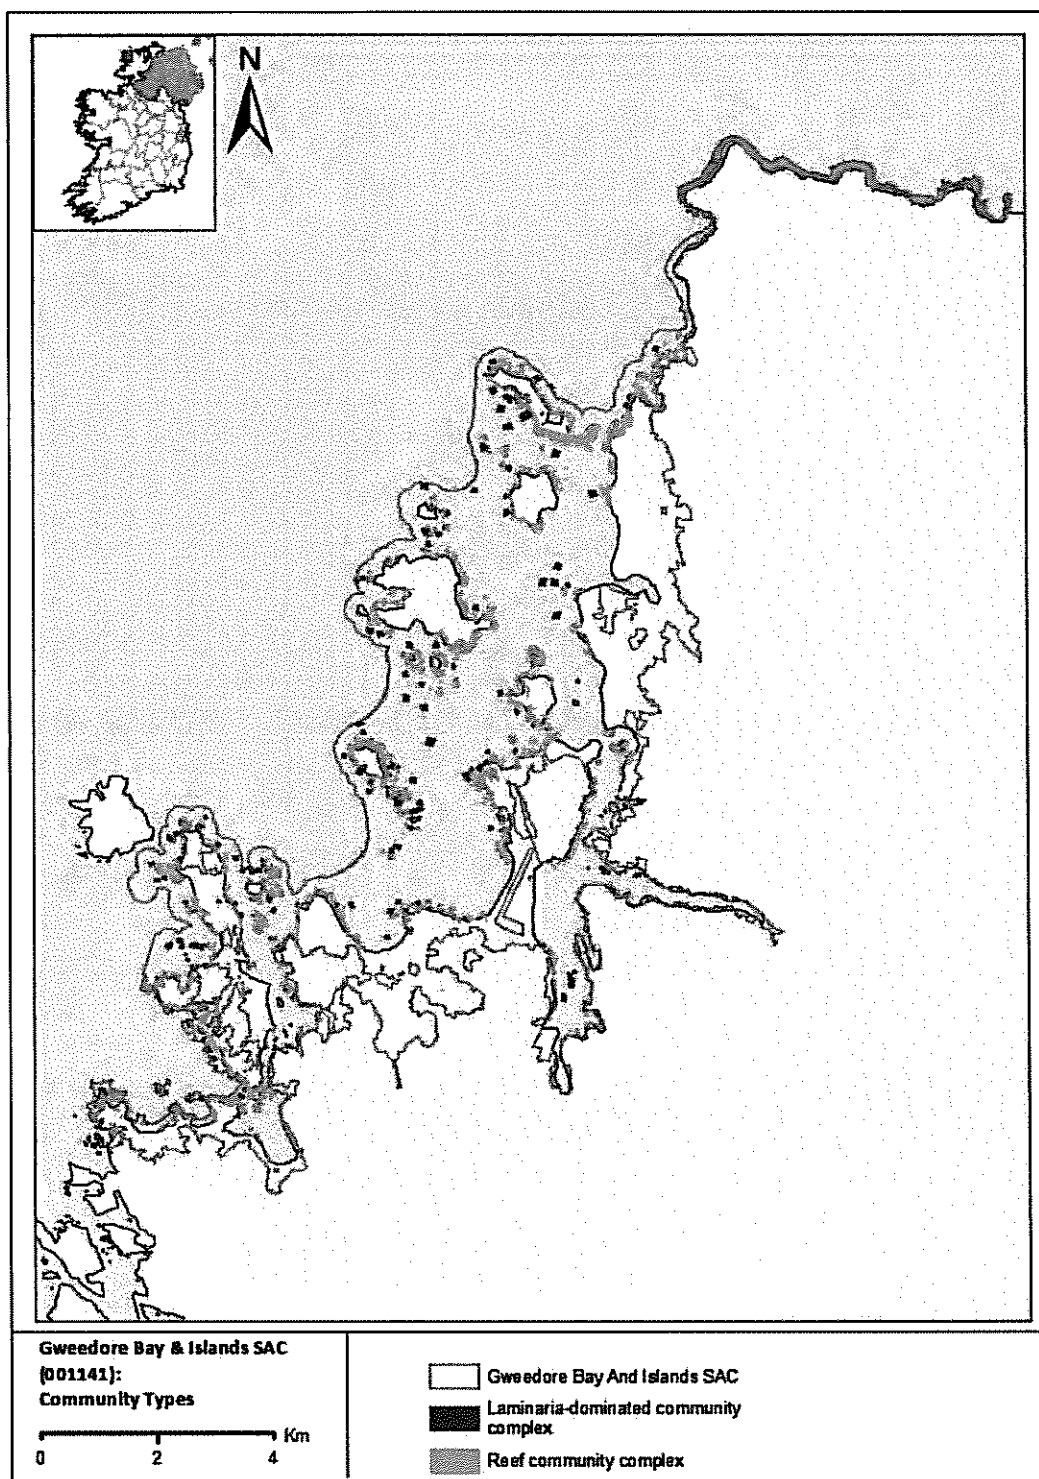 N
Gweedore Bay & Islands SAC
(001141):
Community Types
Km
0 2 4
Gweedore Bay And Islands SAC
Laminaria-dominated community
complex
Reef community complex